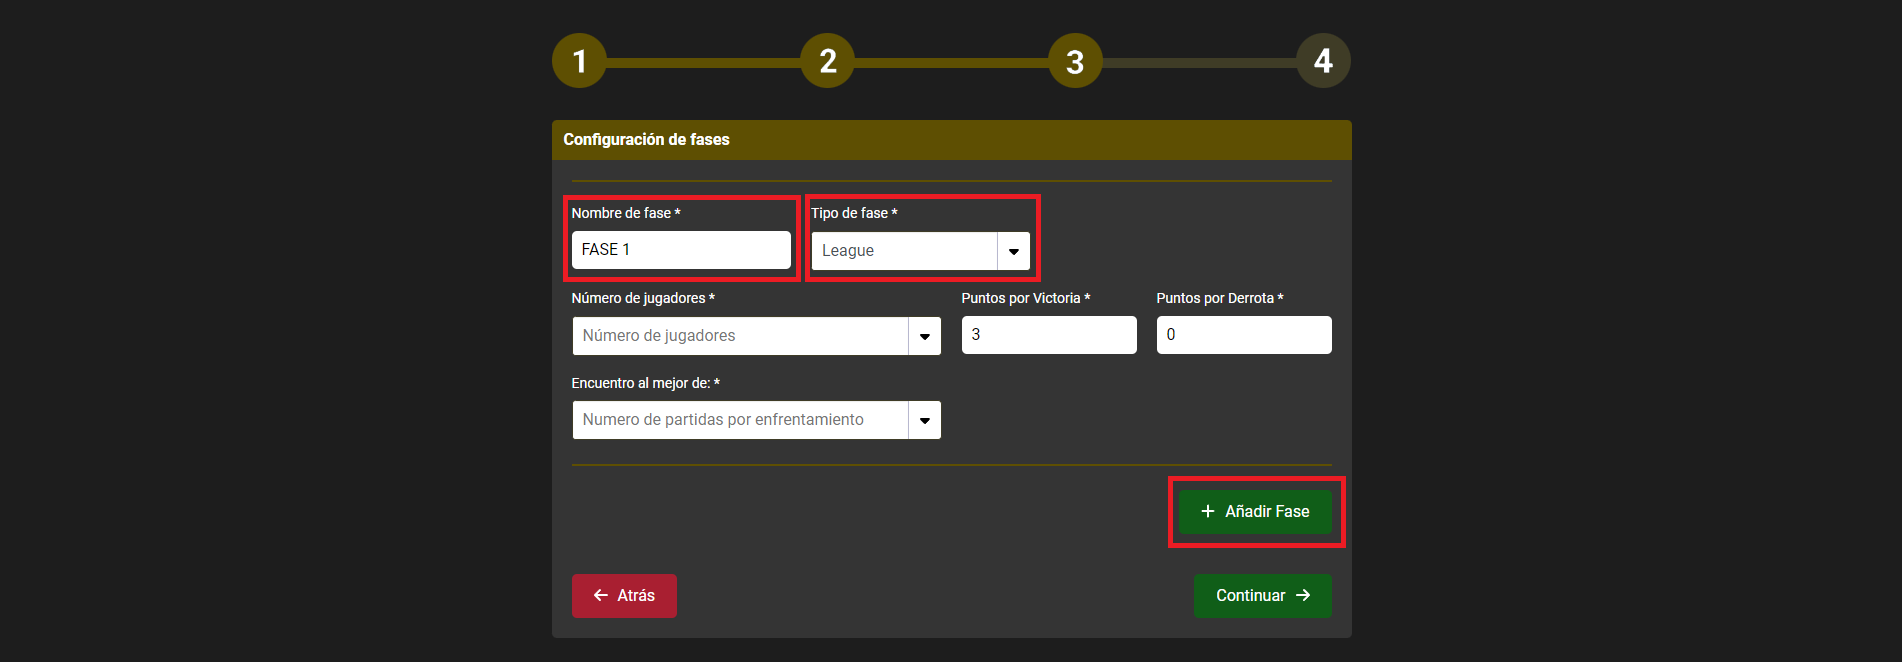 1 2 3 4
Configuración de fases
Nombre de fase * Tipo de fase *
FASE 1 League
Número de jugadores * Puntos por Victoria * Puntos por Derrota *
Número de jugadores 3 0
Encuentro al mejor de: *
Numero de partidas por enfrentamiento
+ Añadir Fase
← Atrás Continuar →